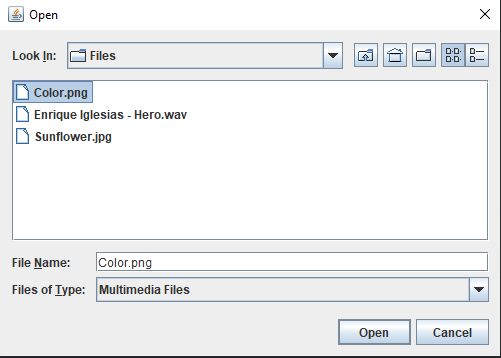 Open
Look In: Files
Color.png
Enrique Iglesias - Hero.wav
Sunflower.jpg
File Name: Color.png
Files of Type: Multimedia Files
Open Cancel